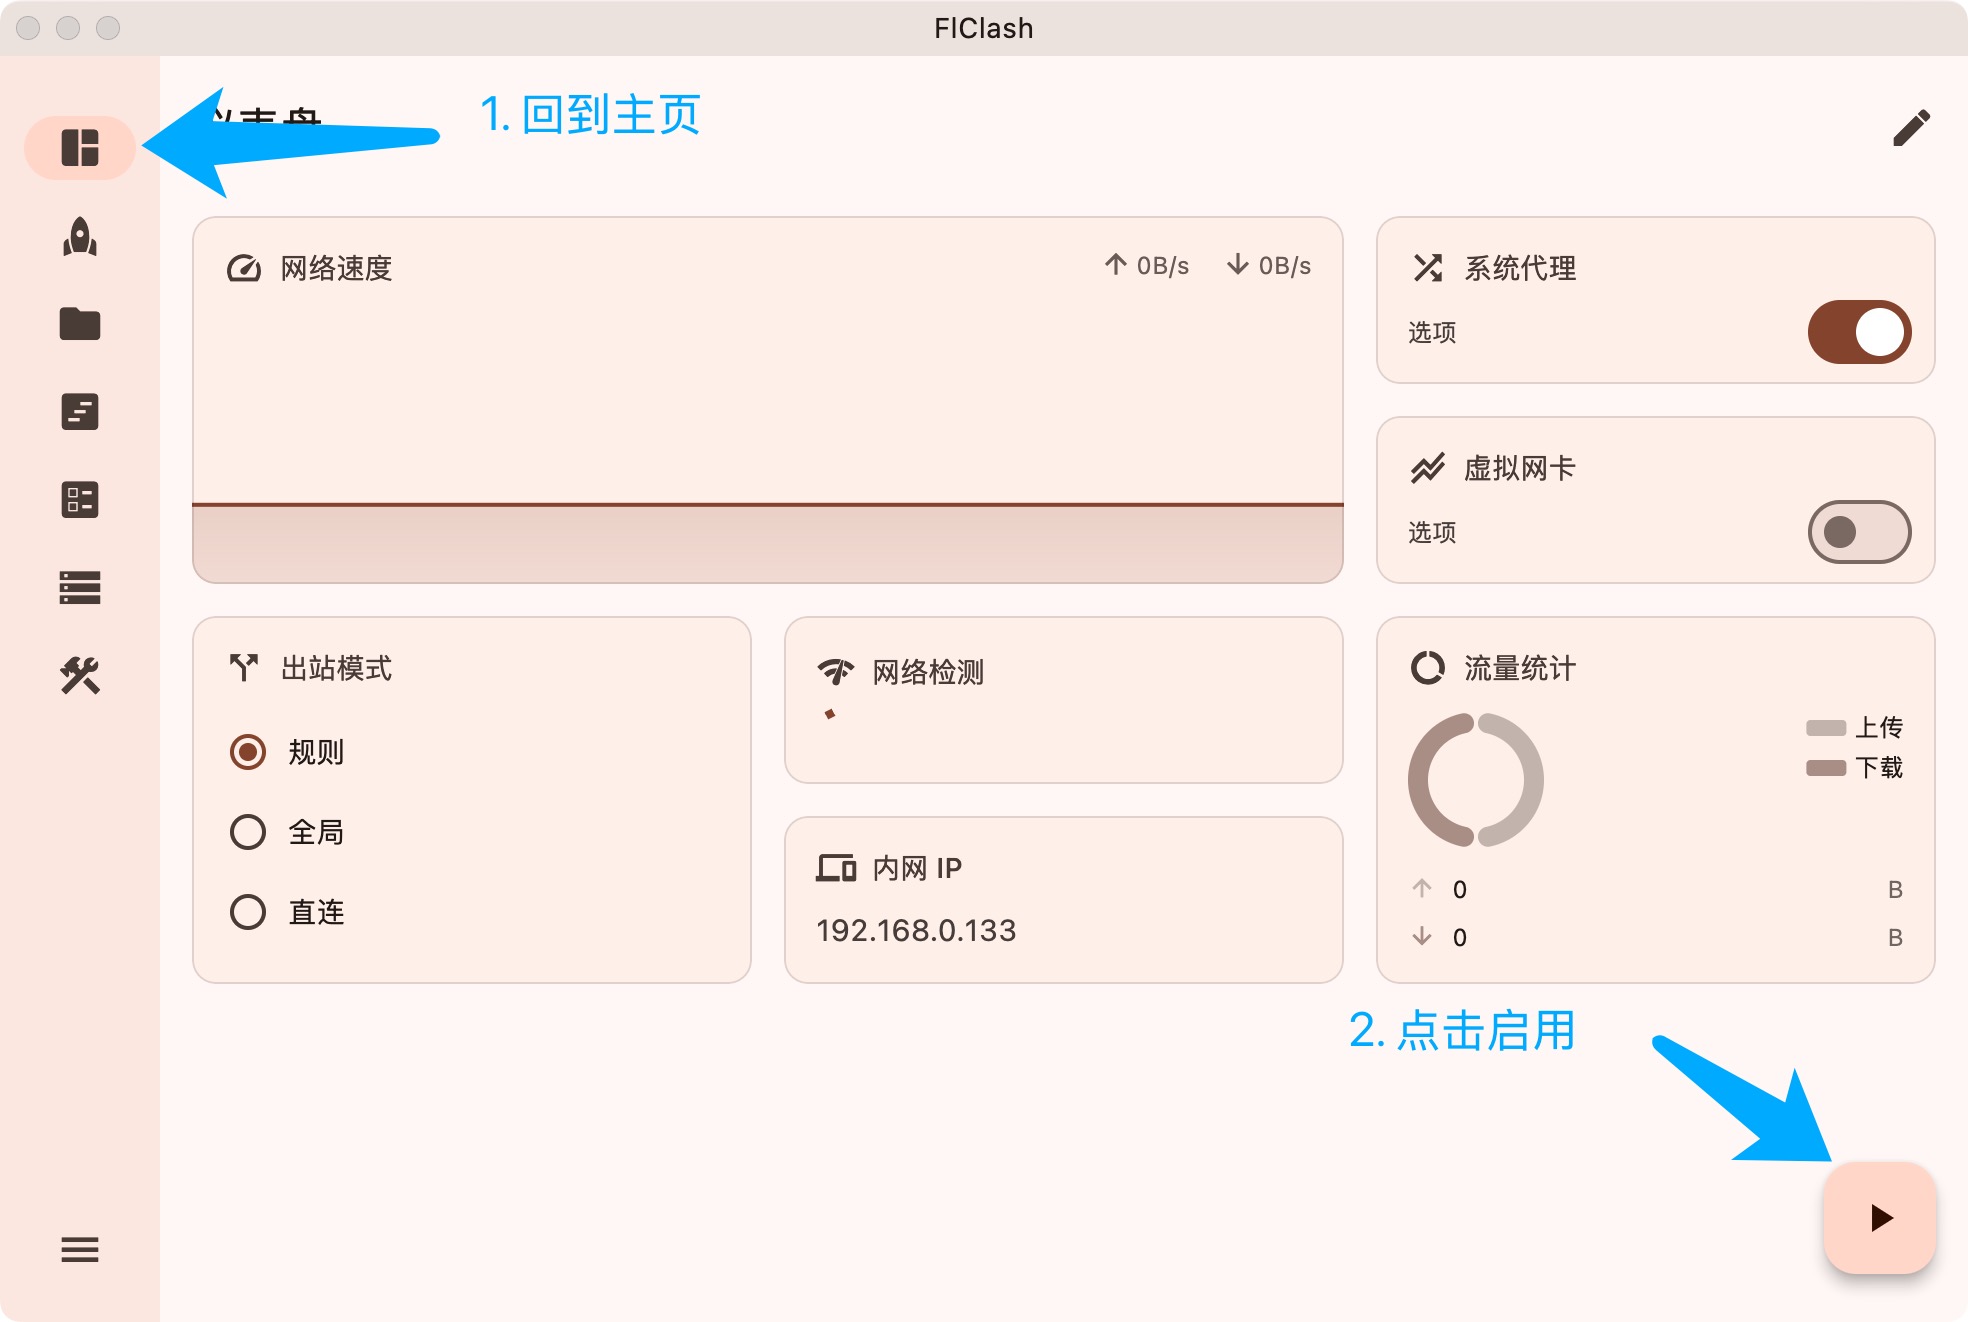 FlClash
1. 回到主页
网络速度
0B/s
0B/s
系统代理
选项
虚拟网卡
选项
出站模式
规则
全局
直连
网络检测
内网 IP
192.168.0.133
流量统计
上传
下载
0 B
0 B
2. 点击启用